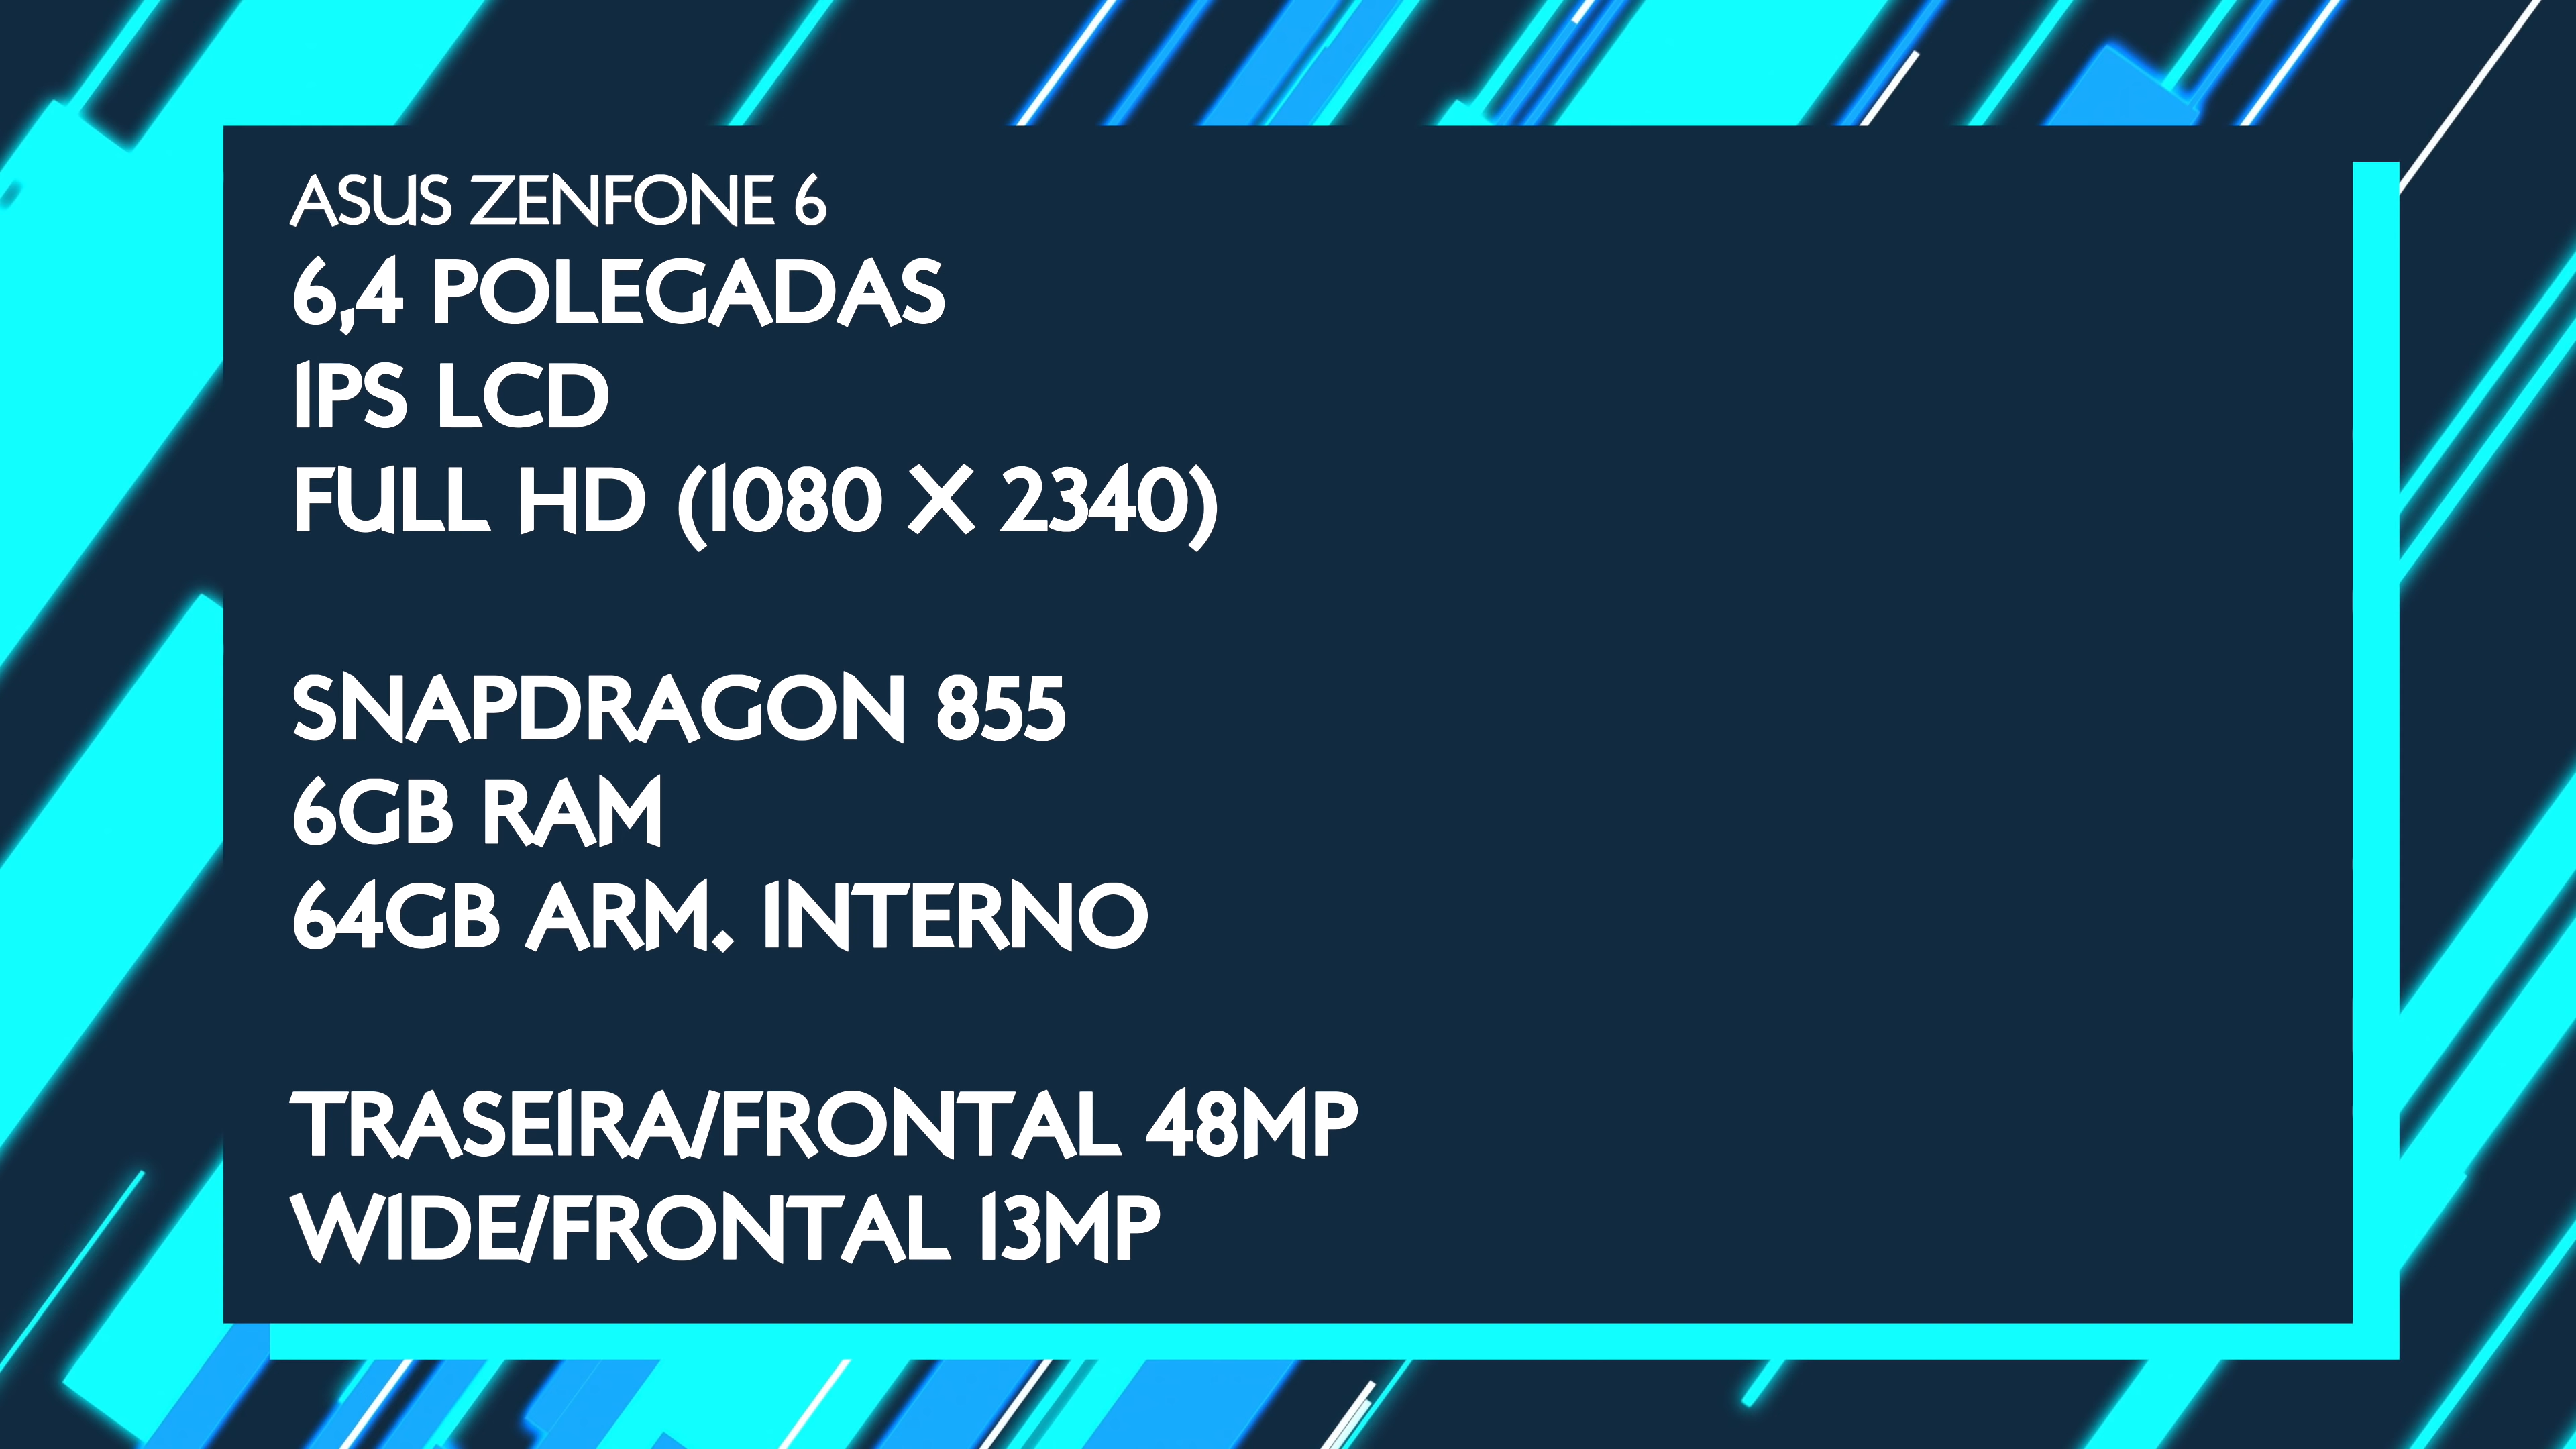 ASUS ZENFONE 6
6,4 POLEGADAS
IPS LCD
FULL HD (1080 X 2340)
SNAPDRAGON 855
6GB RAM
64GB ARM. INTERNO
TRASEIRA/FRONTAL 48MP
WIDE/FRONTAL 13MP